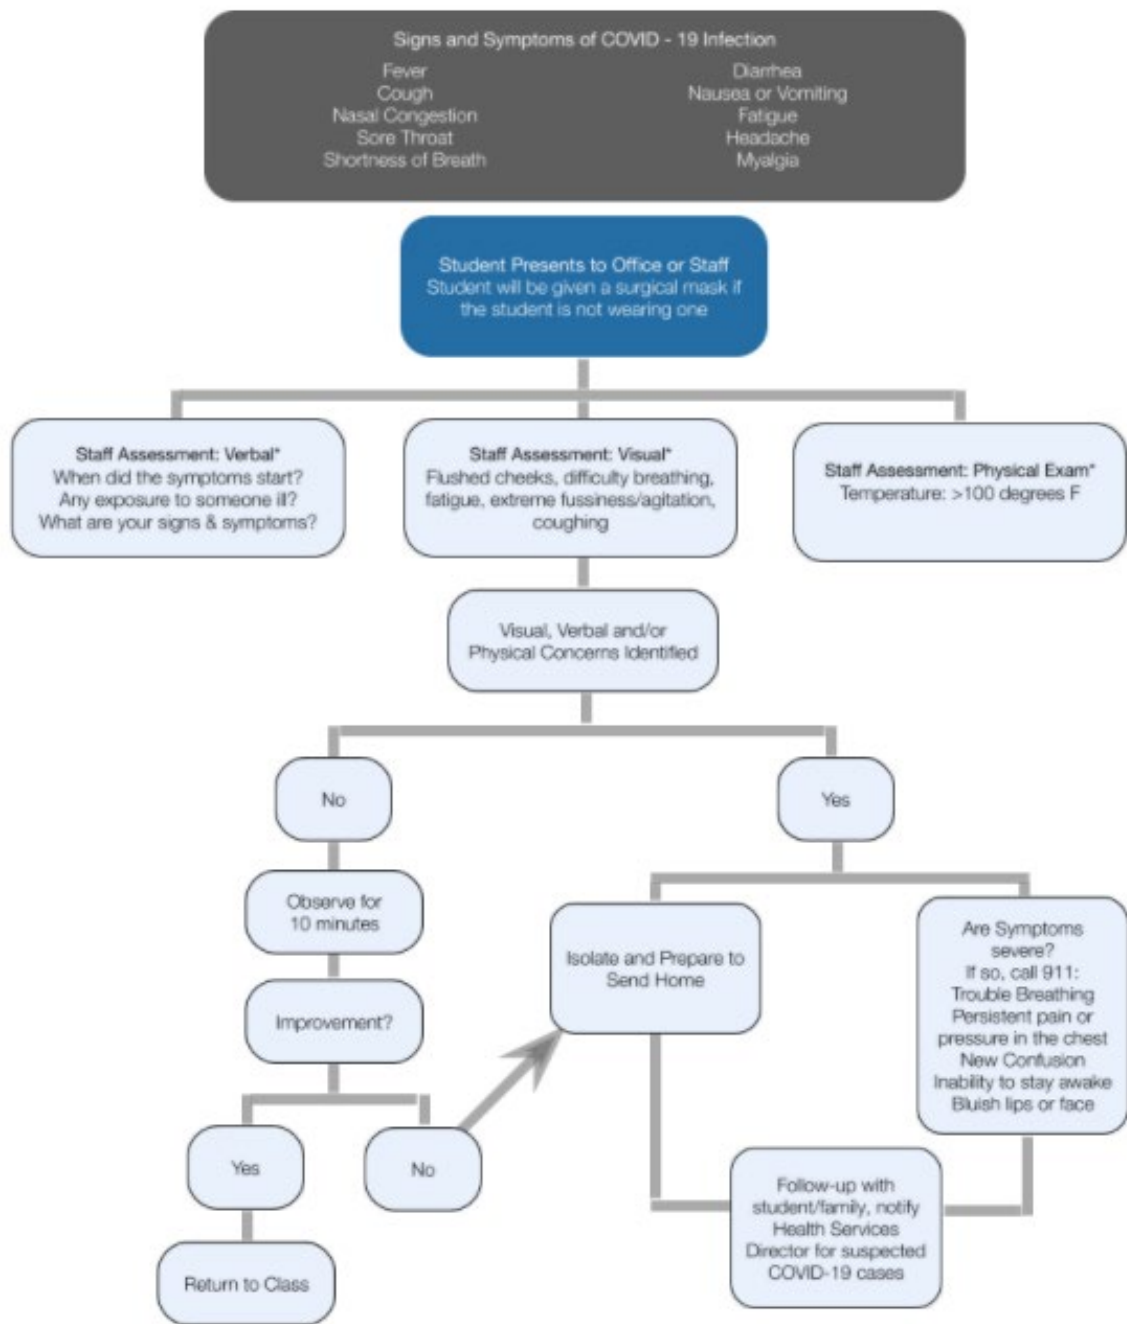 Signs and Symptoms of COVID - 19 Infection
Fever
Cough
Nasal Congestion
Sore Throat
Shortness of Breath
Diarrhea
Nausea or Vomiting
Fatigue
Headache
Myalgia
Student Presents to Office or Staff
Student will be given a surgical mask if
the student is not wearing one
Staff Assessment: Verbal*
When did the symptoms start?
Any exposure to someone ill?
What are your signs & symptoms?
Staff Assessment: Visual*
Flushed cheeks, difficulty breathing,
fatigue, extreme fussiness/agitation,
coughing
Staff Assessment: Physical Exam*
Temperature: >100 degrees F
Visual, Verbal and/or
Physical Concerns Identified
No
Yes
Observe for
10 minutes
Improvement?
Yes
No
Return to Class
Isolate and Prepare to
Send Home
Are Symptoms
severe?
If so, call 911:
Trouble Breathing
Persistent pain or
pressure in the chest
New Confusion
Inability to stay awake
Bluish lips or face
Follow-up with
student/family, notify
Health Services
Director for suspected
COVID-19 cases